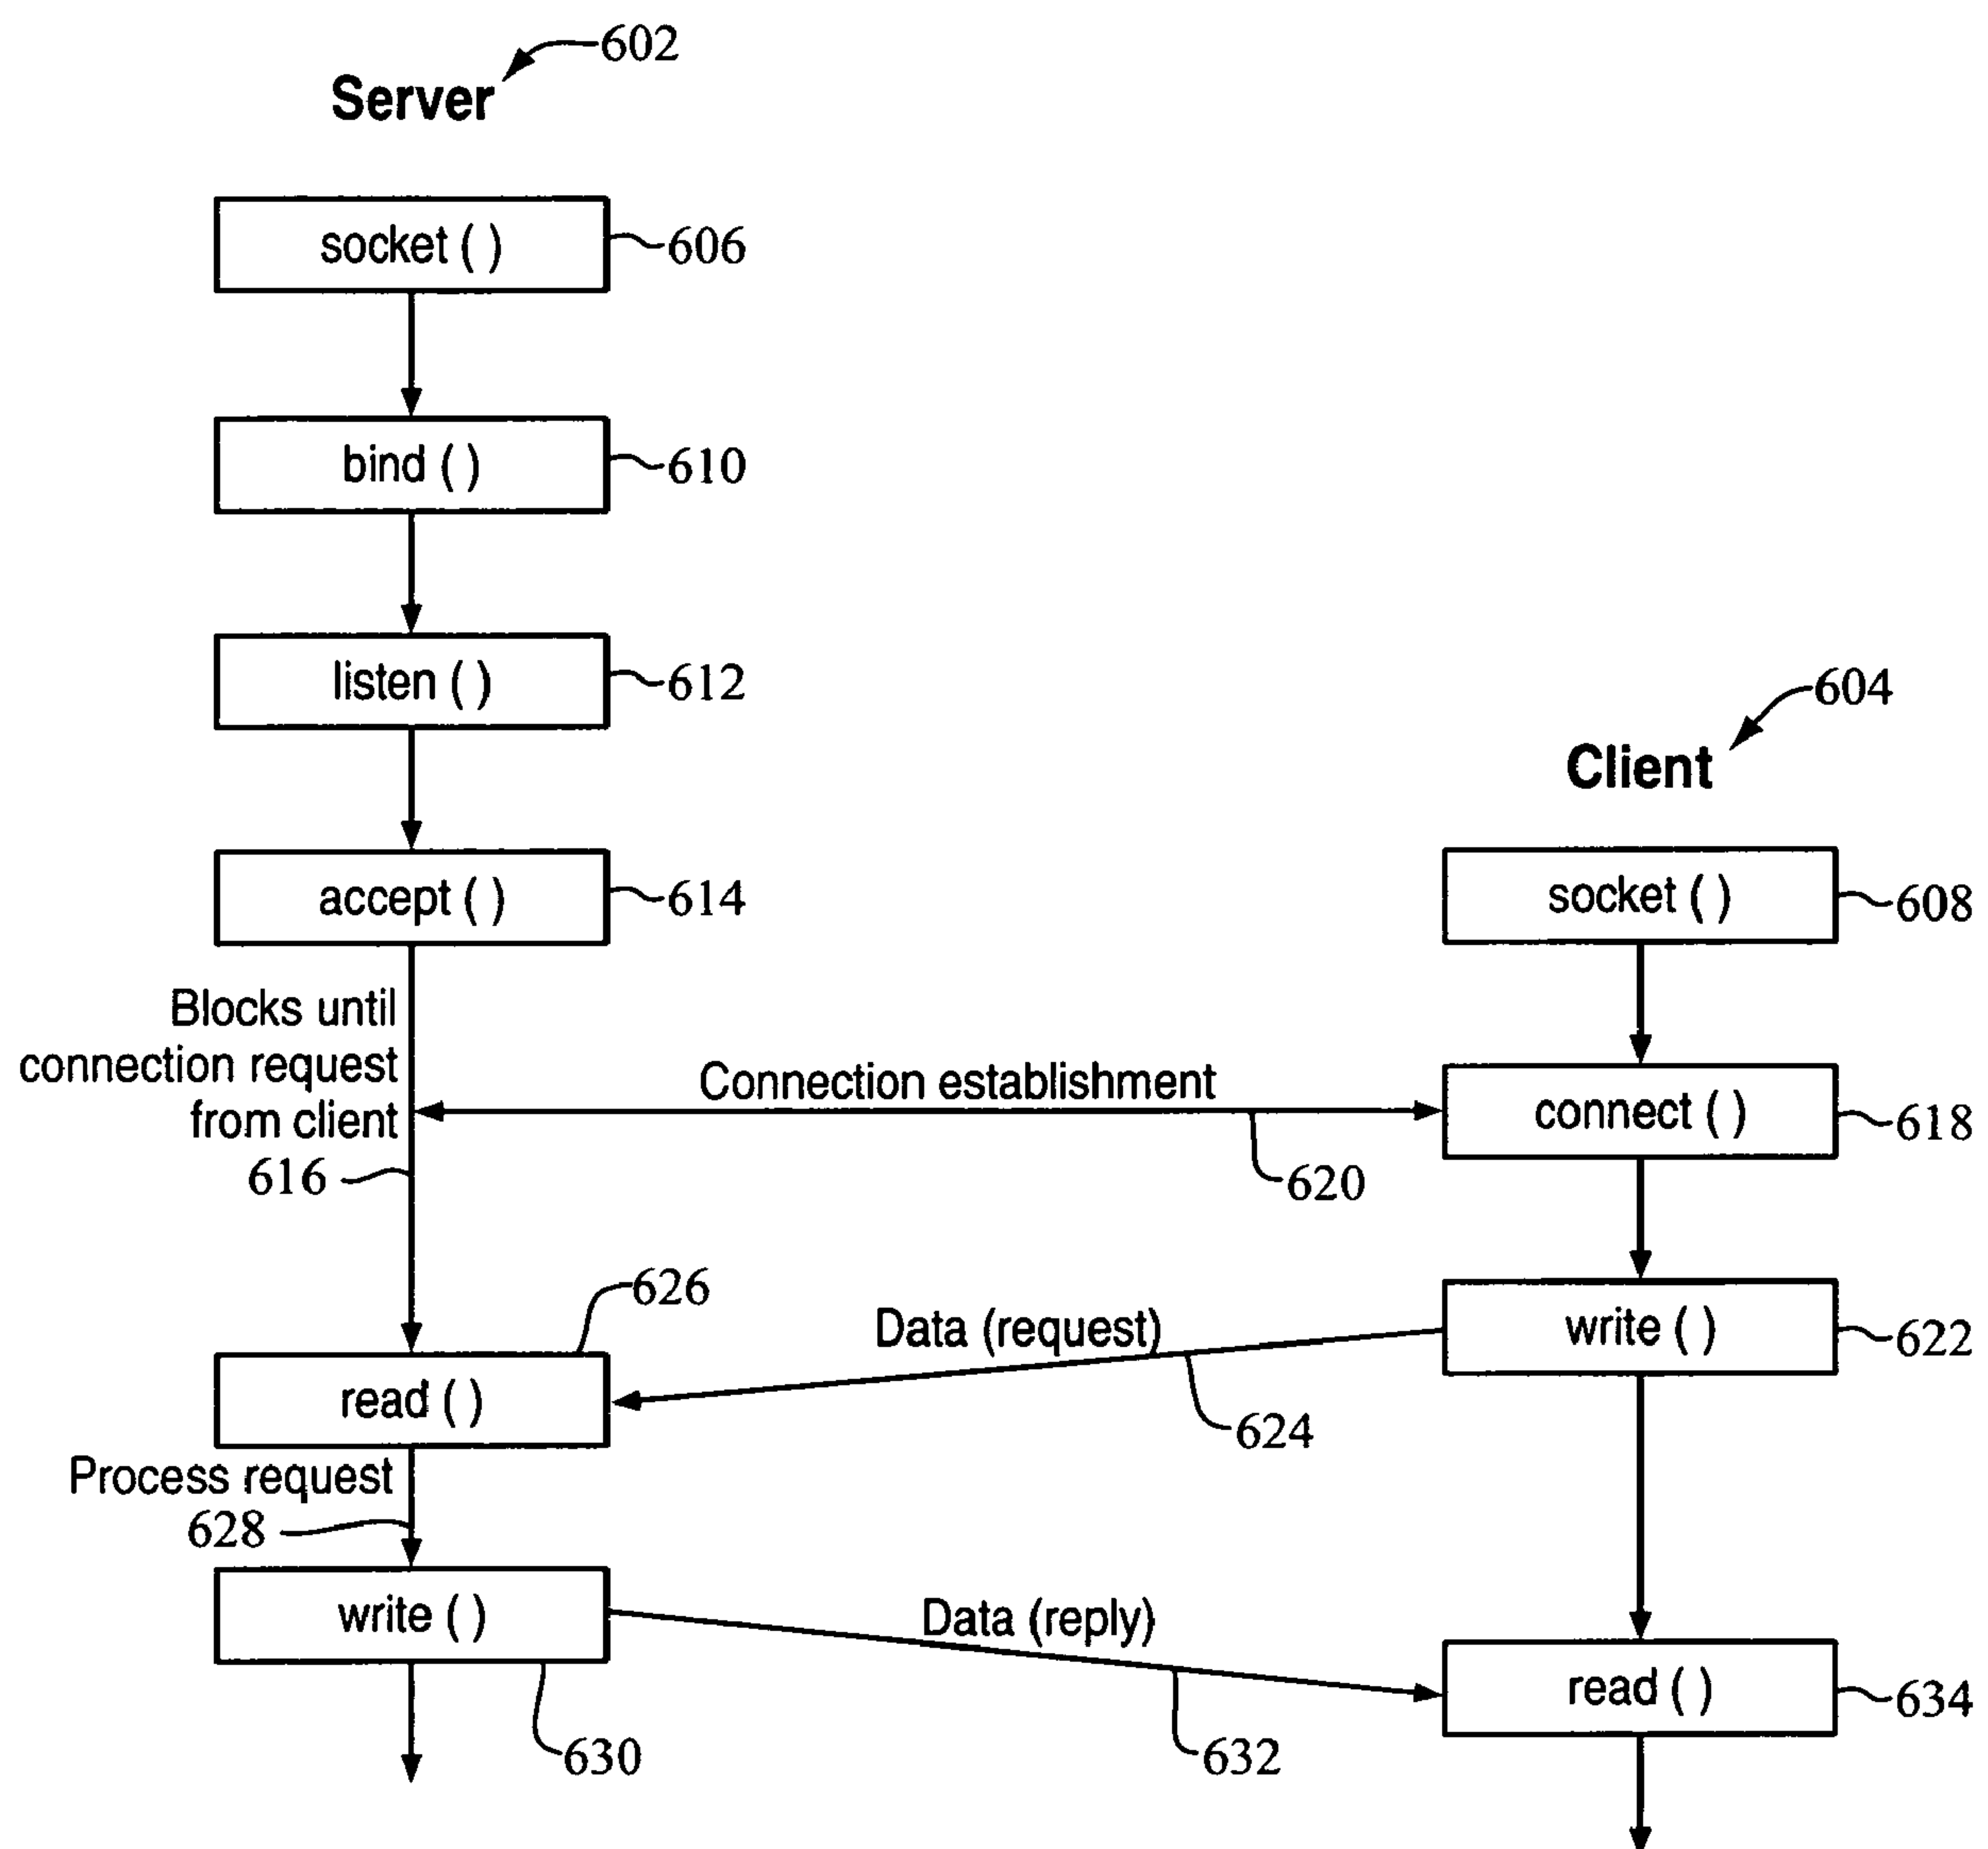 602
Server
socket ( )
606
bind ( )
610
listen ( )
612
604
Client
accept ( )
614
socket ( )
608
Blocks until
connection request
from client
616
Connection establishment
620
connect ( )
618
626
Data (request)
624
write ( )
622
read ( )
Process request
628
write ( )
630
Data (reply)
632
read ( )
634